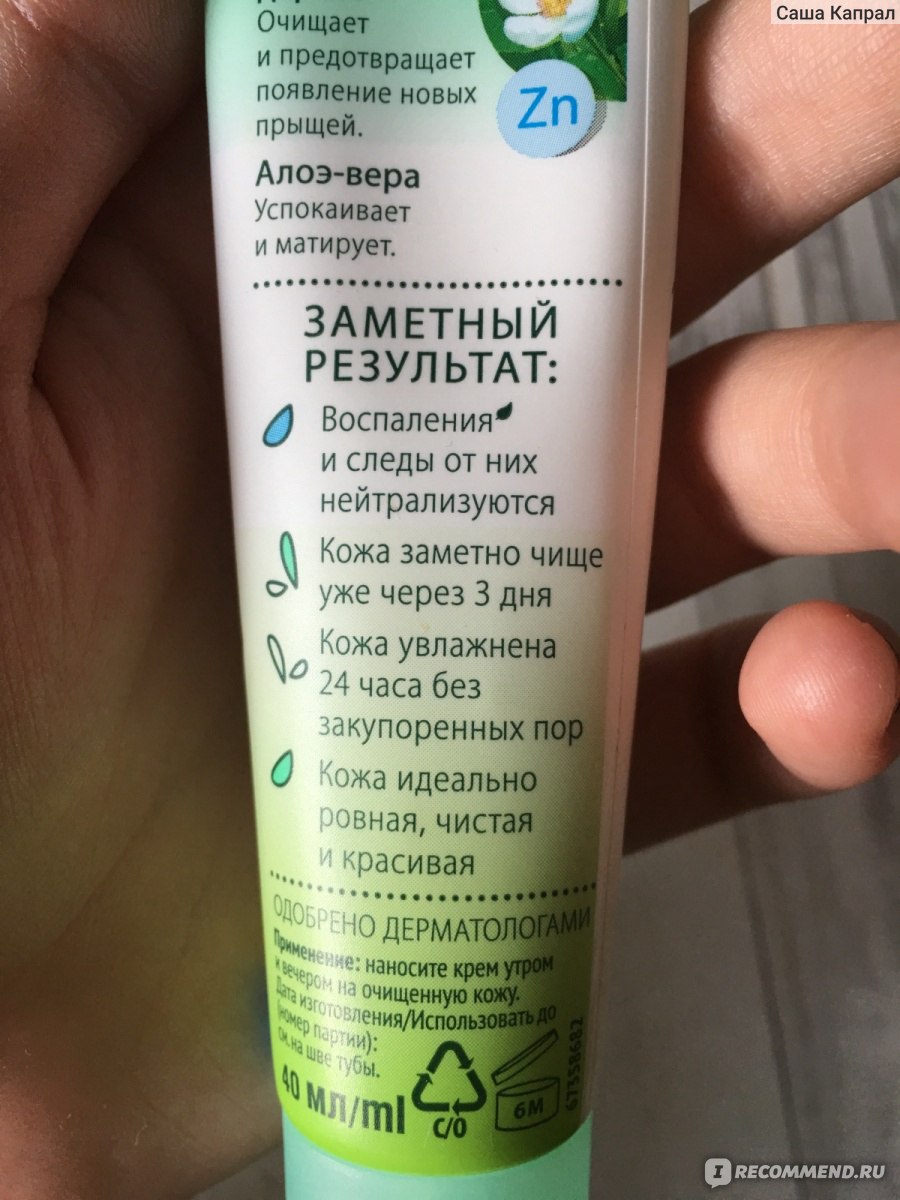 Саша Капрал
Очищает
и предотвращает
появление новых
прыщей.
Zn
Алоэ-вера
Успокаивает
и матирует.
ЗАМЕТНЫЙ
РЕЗУЛЬТАТ:
Воспаления
и следы от них
нейтрализуются
Кожа заметно чище
уже через 3 дня
Кожа увлажнена
24 часа без
закупоренных пор
Кожа идеально
ровная, чистая
и красивая
ОДОБРЕНО ДЕРМАТОЛОГАМИ
Применение: наносите крем утром
и вечером на очищенную кожу.
Дата изготовления/Использовать до
(номер партии):
см.на шве тубы.
40 мл/ml
C/0
6M
67358682
IRECOMMEND.RU